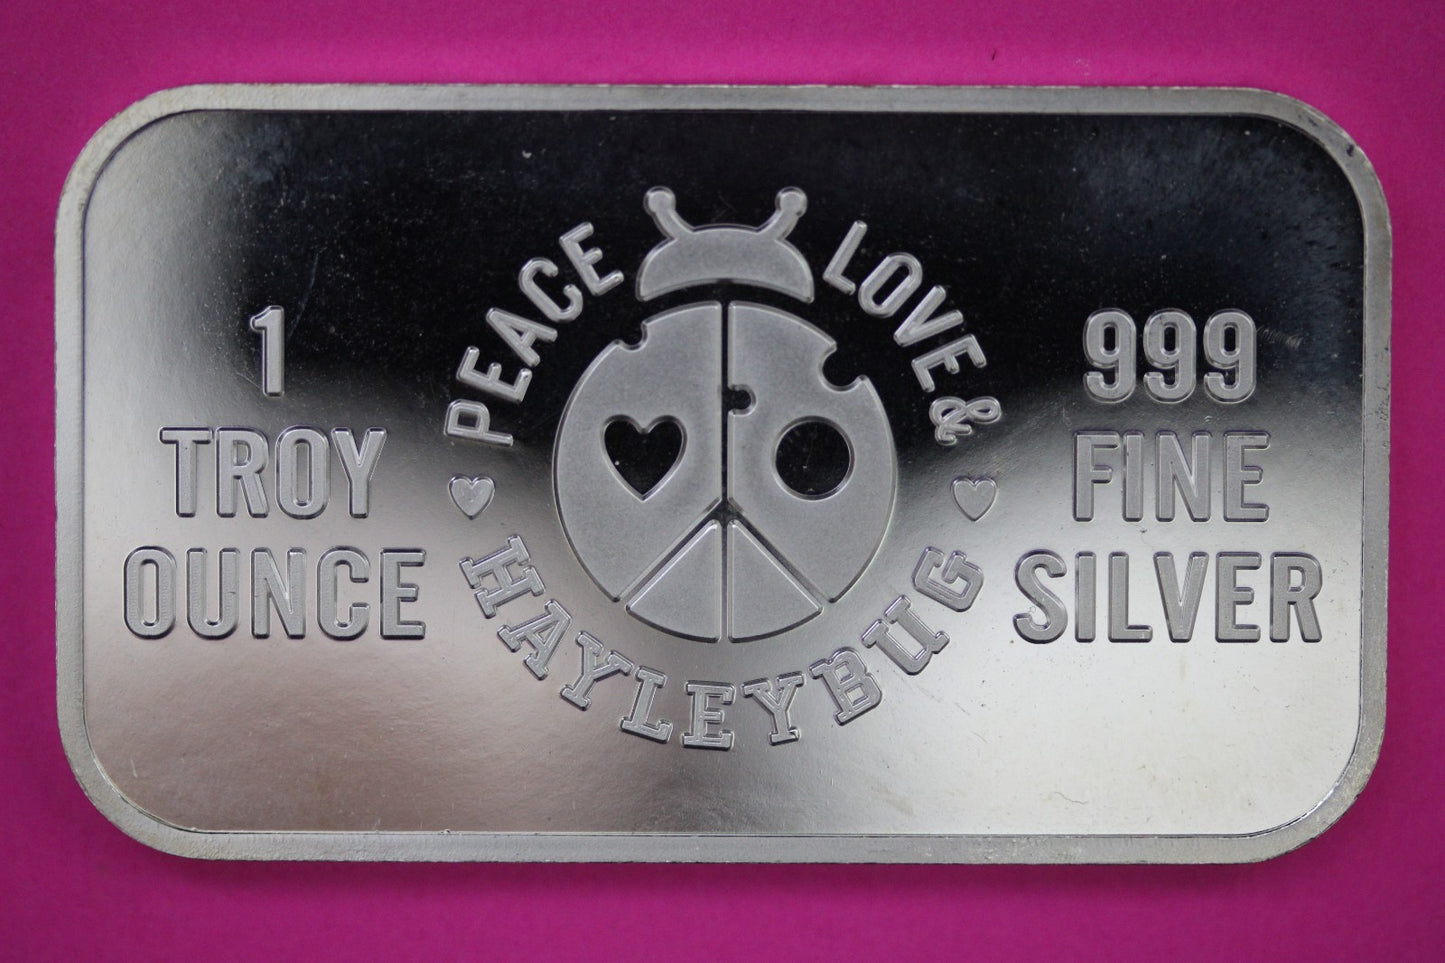 1
TROY
OUNCE
PEACE LOVE &
HAYLEYBUG
999
FINE
SILVER